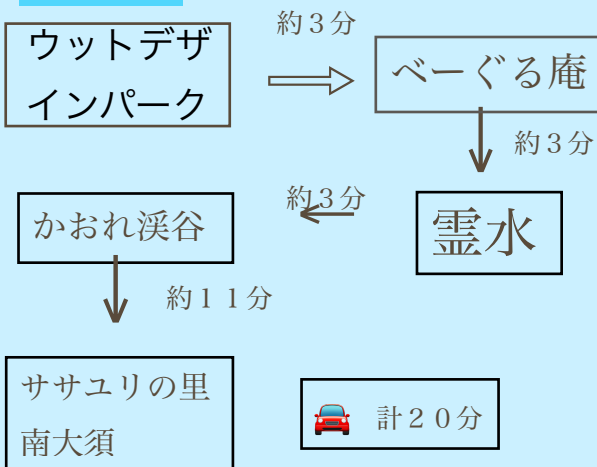 約３分
ウットデザ
インパーク
べーぐる庵
約３分
約３分
かおれ渓谷
霊水
約１１分
ササユリの里
南大須
計２０分